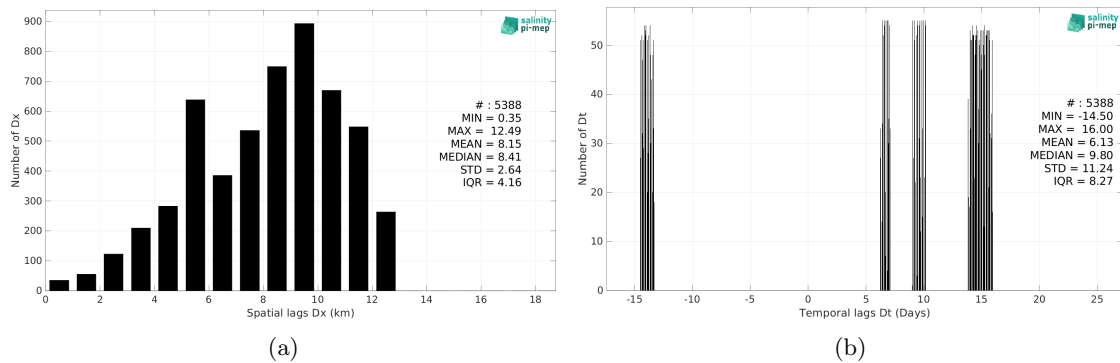 900
800
700
600
500
400
300
200
100
0
Number of Dx
0 2 4 6 8 10 12 14 16 18
Spatial lags Dx (km)
salinity
pi-mep
# : 5388
MIN = 0.35
MAX = 12.49
MEAN = 8.15
MEDIAN = 8.41
STD = 2.64
IQR = 4.16
(a)
50
40
30
20
10
0
Number of Dt
-15 -10 -5 0 5 10 15 20 25
Temporal lags Dt (Days)
salinity
pi-mep
# : 5388
MIN = -14.50
MAX = 16.00
MEAN = 6.13
MEDIAN = 9.80
STD = 11.24
IQR = 8.27
(b)